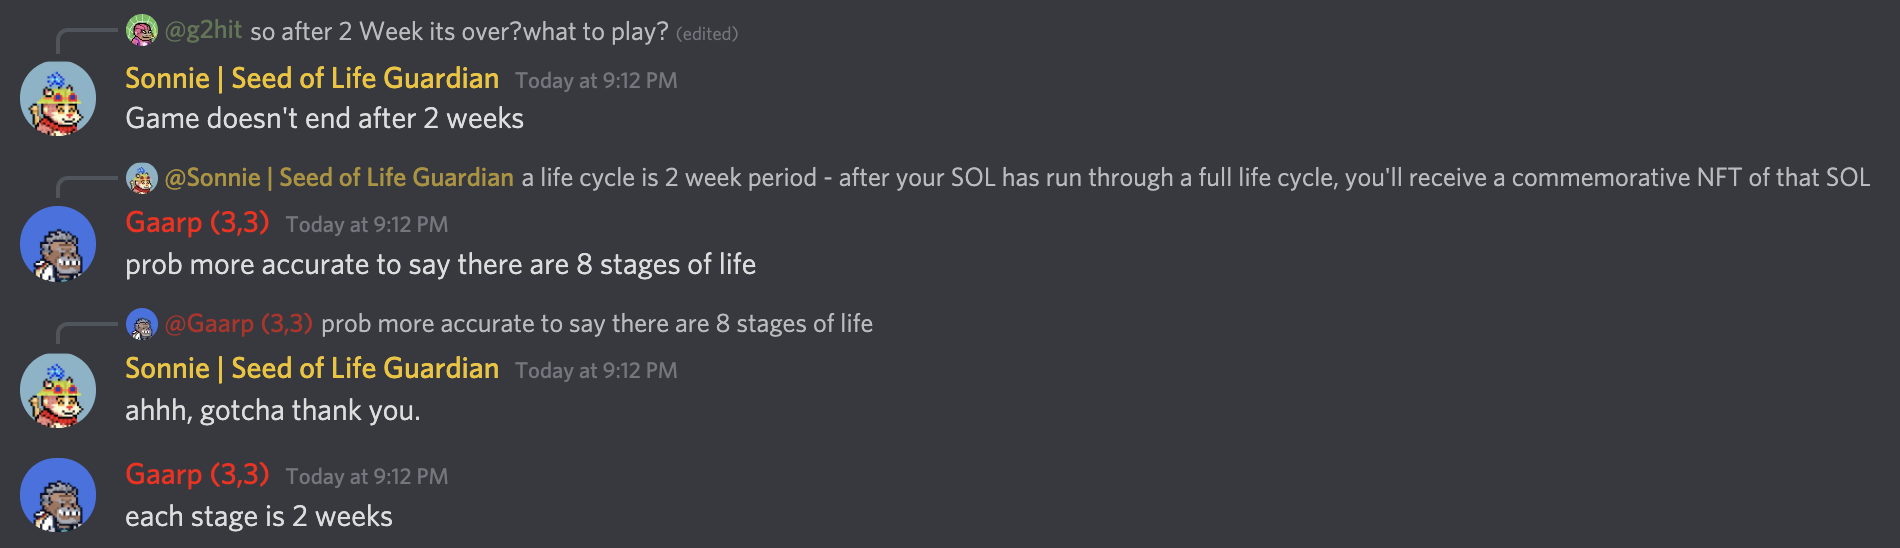 @g2hit so after 2 Week its over?what to play? (edited)
Sonnie | Seed of Life Guardian Today at 9:12 PM
Game doesn't end after 2 weeks
@Sonnie | Seed of Life Guardian a life cycle is 2 week period - after your SOL has run through a full life cycle, you'll receive a commemorative NFT of that SOL
Gaarp (3,3) Today at 9:12 PM
prob more accurate to say there are 8 stages of life
@Gaarp (3,3) prob more accurate to say there are 8 stages of life
Sonnie | Seed of Life Guardian Today at 9:12 PM
ahhh, gotcha thank you.
Gaarp (3,3) Today at 9:12 PM
each stage is 2 weeks